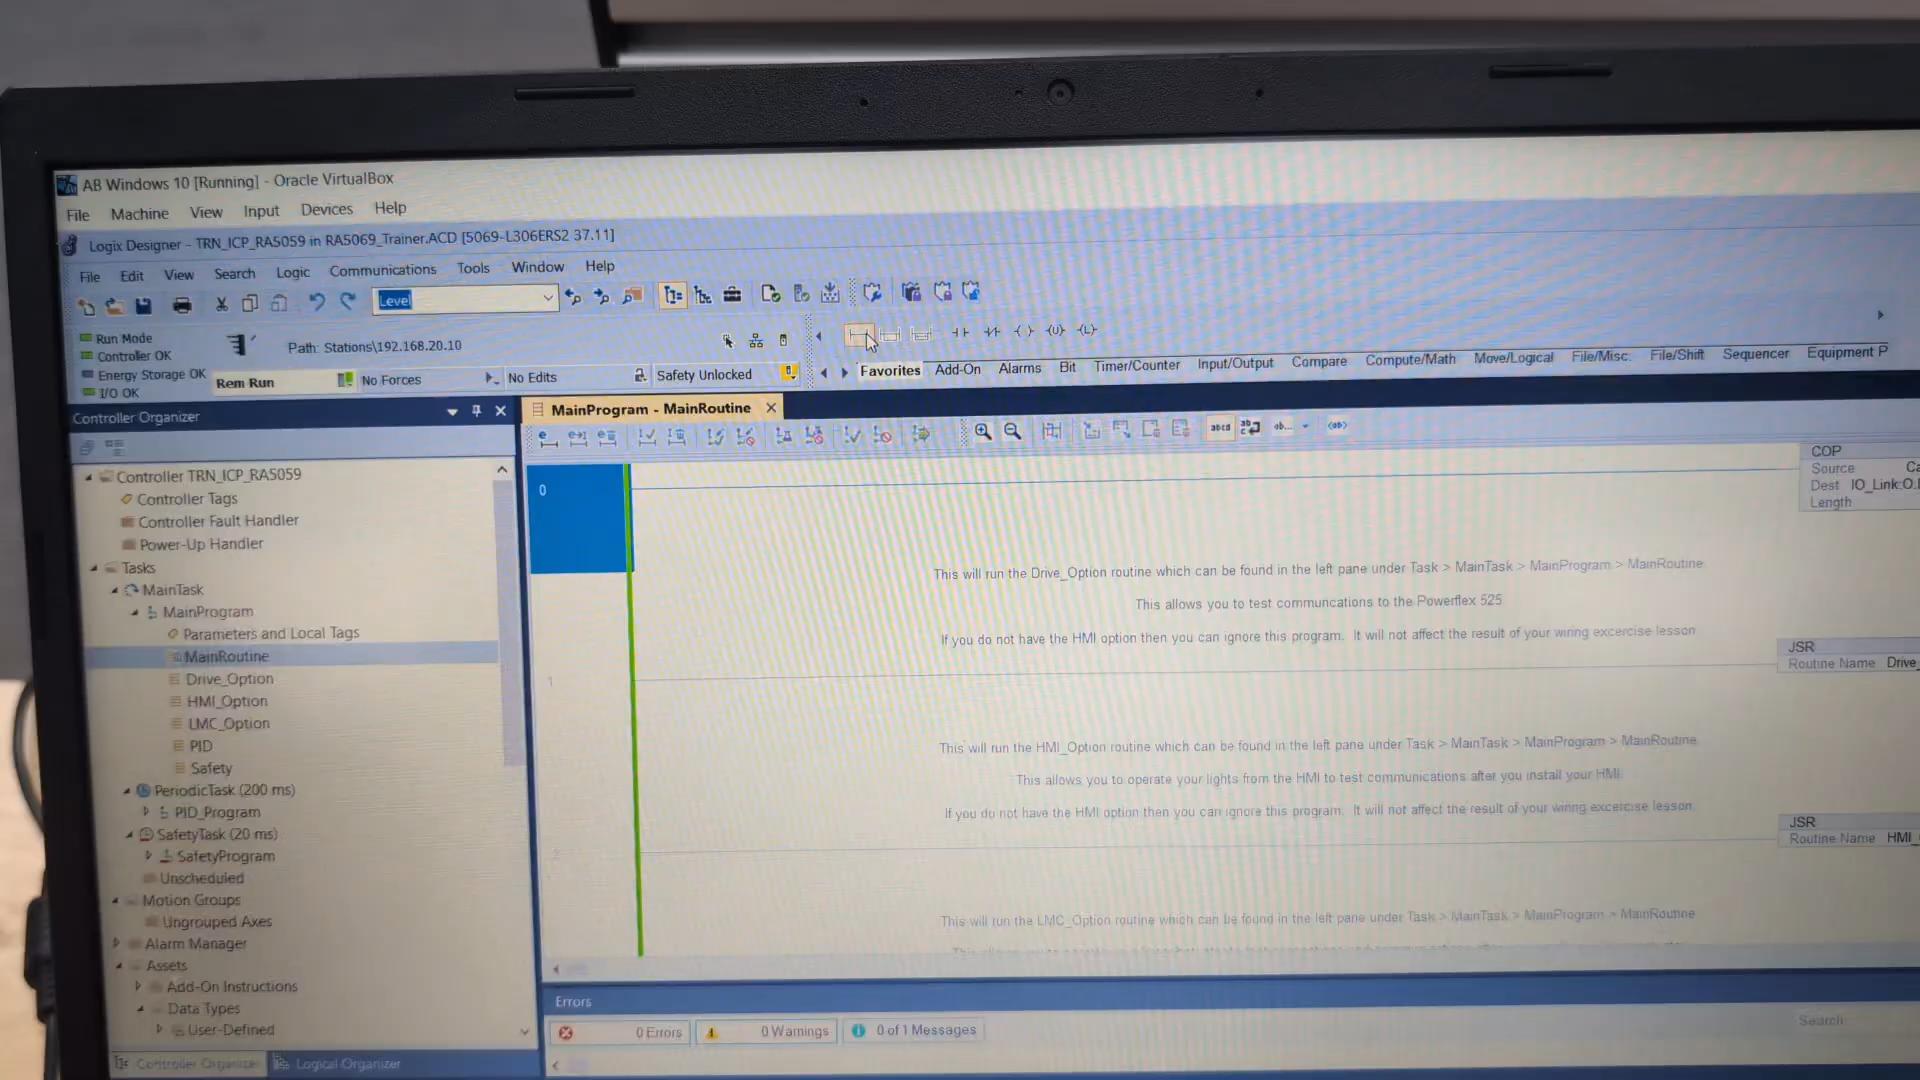 AB Windows 10 [Running] - Oracle VirtualBox
File Machine View Input Devices Help
Logix Designer - TRN_ICP_RA5059 in RA5069_Trainer.ACD [5069-L306ERS2 37.11]
File Edit View Search Logic Communications Tools Window Help
Level
Run Mode
Controller OK
Energy Storage OK
I/O OK
Path: Stations\192.168.20.10
Rem Run No Forces No Edits Safety Unlocked
Favorites Add-On Alarms Bit Timer/Counter Input/Output Compare Compute/Math Move/Logical File/Misc. File/Shift Sequencer Equipment P
Controller Organizer
MainProgram - MainRoutine
Controller TRN_ICP_RA5059
Controller Tags
Controller Fault Handler
Power-Up Handler
Tasks
MainTask
MainProgram
Parameters and Local Tags
MainRoutine
Drive_Option
HMI_Option
LMC_Option
PID
Safety
PeriodicTask (200 ms)
PID_Program
SafetyTask (20 ms)
SafetyProgram
Unscheduled
Motion Groups
Ungrouped Axes
Alarm Manager
Assets
Add-On Instructions
Data Types
User-Defined
Controller Organizer Logical Organizer
0
COP
Source Ca
Dest IO_Link:O.
Length
This will run the Drive_Option routine which can be found in the left pane under Task > MainTask > MainProgram > MainRoutine
This allows you to test communcations to the Powerflex 525
If you do not have the HMI option then you can ignore this program. It will not affect the result of your wiring excercise lesson
JSR
Routine Name Drive_
1
This will run the HMI_Option routine which can be found in the left pane under Task > MainTask > MainProgram > MainRoutine
This allows you to operate your lights from the HMI to test communications after you install your HMI
If you do not have the HMI option then you can ignore this program. It will not affect the result of your wiring excercise lesson
JSR
Routine Name HMI_
2
This will run the LMC_Option routine which can be found in the left pane under Task > MainTask > MainProgram > MainRoutine
Errors
0 Errors 0 Warnings 0 of 1 Messages
Search